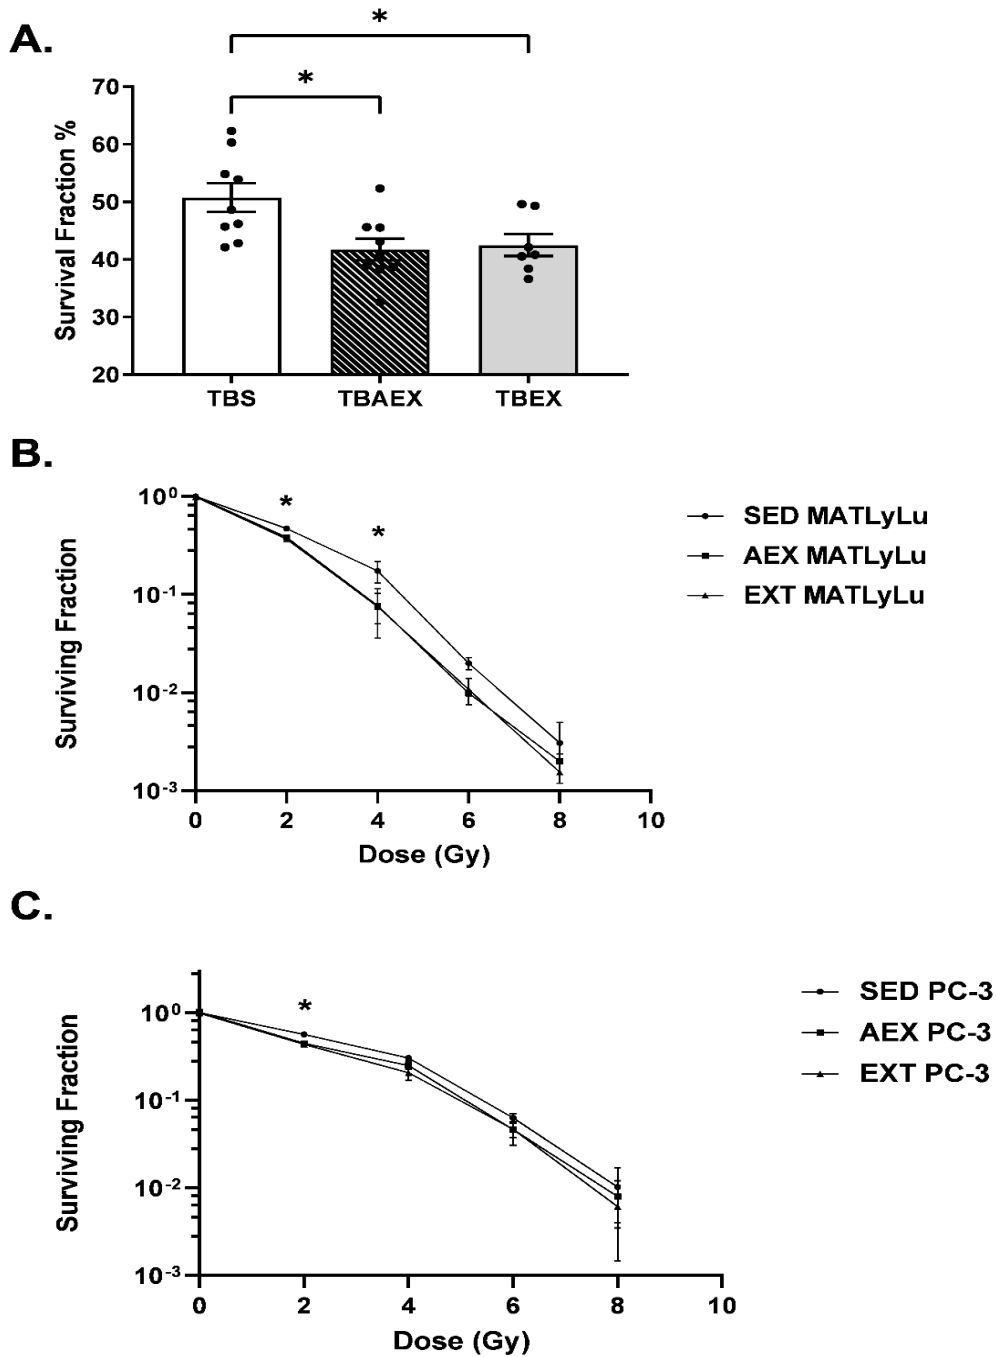 A.
*
*
Survival Fraction %
70
60
50
40
30
20
TBS TBAEX TBEX
B.
Surviving Fraction
10⁰
10⁻¹
10⁻²
10⁻³
*
*
SED MATLyLu
AEX MATLyLu
EXT MATLyLu
0 2 4 6 8 10
Dose (Gy)
C.
Surviving Fraction
10⁰
10⁻¹
10⁻²
10⁻³
*
SED PC-3
AEX PC-3
EXT PC-3
0 2 4 6 8 10
Dose (Gy)